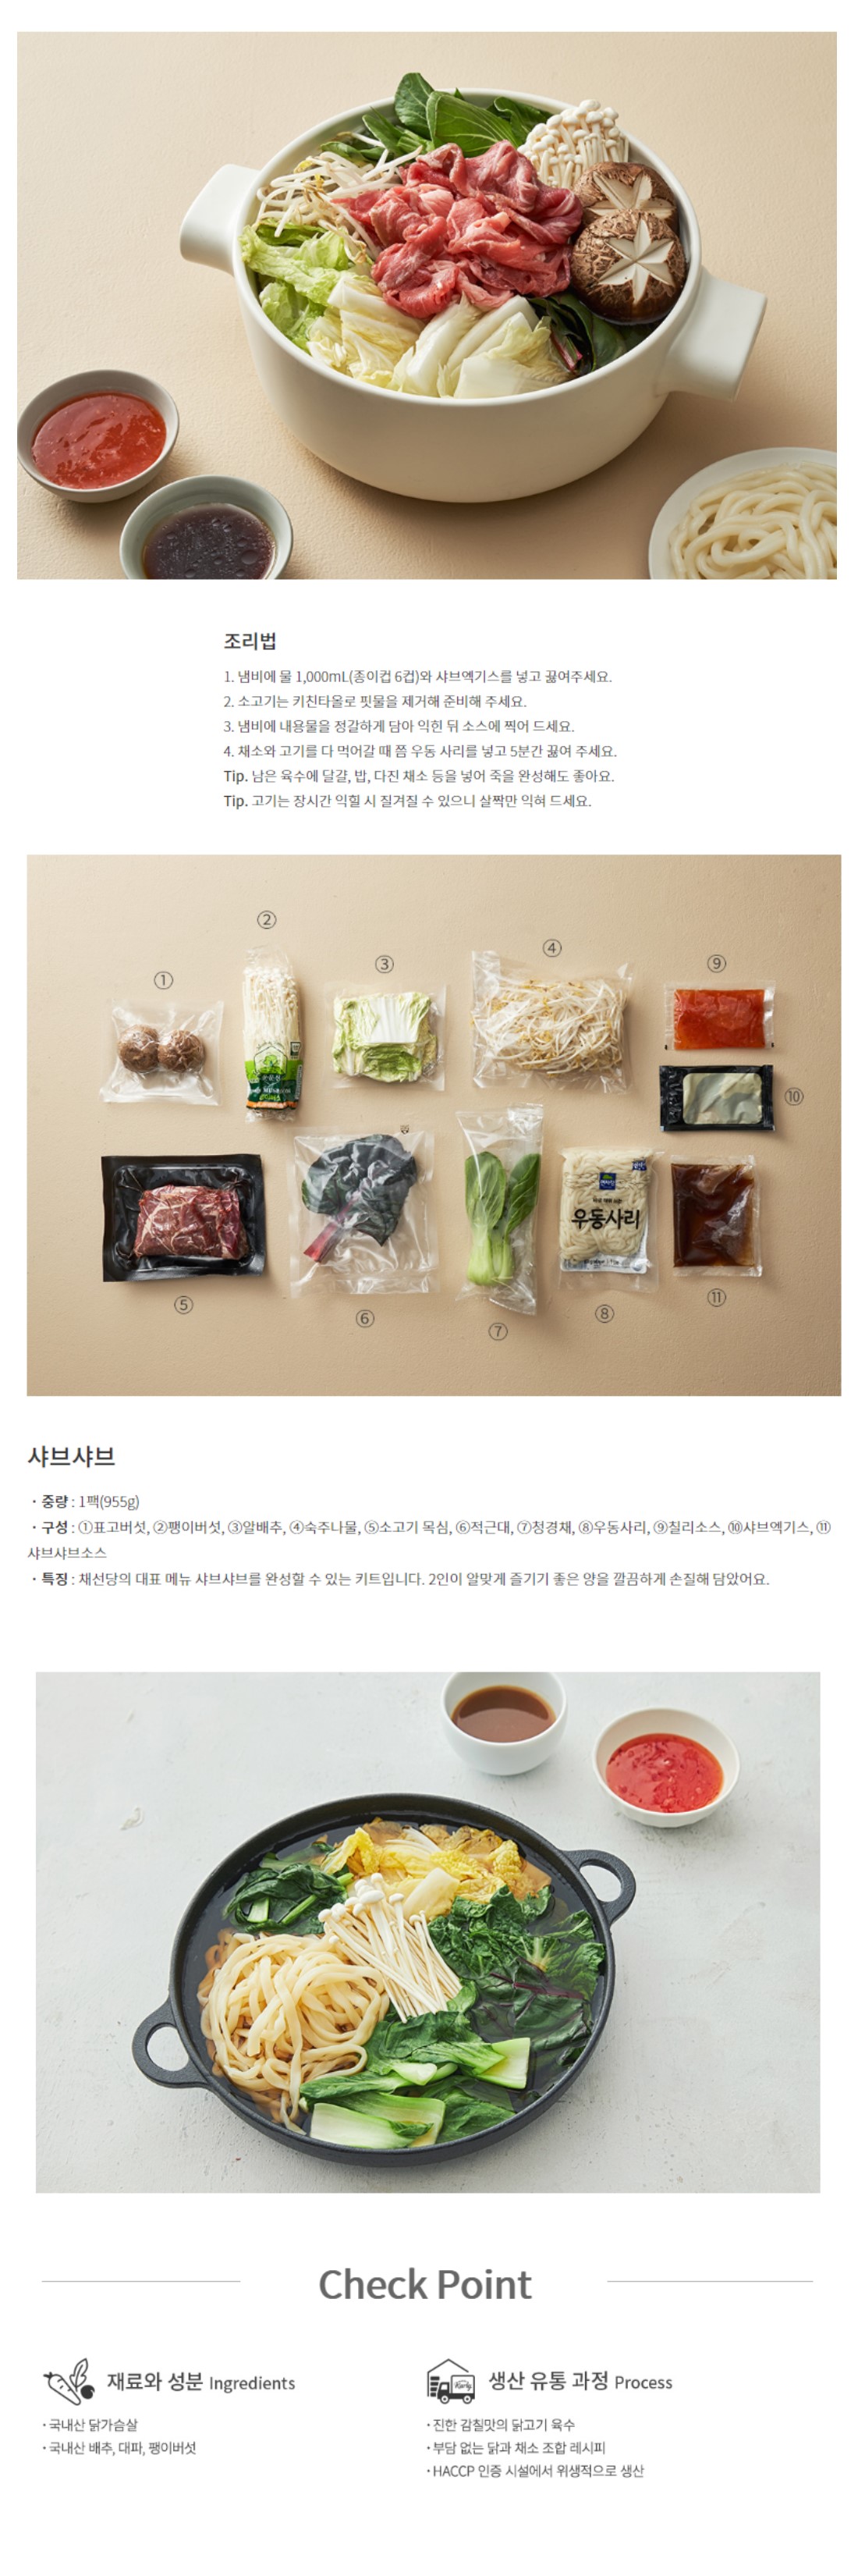 조리법
1. 냄비에 물 1,000mL(종이컵 6컵)와 샤브엑기스를 넣고 끓여주세요.
2. 소고기는 키친타올로 핏물을 제거해 준비해 주세요.
3. 냄비에 내용물을 정갈하게 담아 익힌 뒤 소스에 찍어 드세요.
4. 채소와 고기를 다 먹어갈 때 쯤 우동 사리를 넣고 5분간 끓여 주세요.
Tip. 남은 육수에 달걀, 밥, 다진 채소 등을 넣어 죽을 완성해도 좋아요.
Tip. 고기는 장시간 익힐 시 질겨질 수 있으니 살짝만 익혀 드세요.
②
④
③
⑨
①
⑩
우동사리
⑤
⑥
⑦
⑧
⑪
샤브샤브
・중량 : 1팩(955g)
・구성 : ①표고버섯, ②팽이버섯, ③알배추, ④숙주나물, ⑤소고기 목심, ⑥적근대, ⑦청경채, ⑧우동사리, ⑨칠리소스, ⑩샤브엑기스, ⑪
샤브샤브소스
・특징 : 채선당의 대표 메뉴 샤브샤브를 완성할 수 있는 키트입니다. 2인이 알맞게 즐기기 좋은 양을 깔끔하게 손질해 담았어요.
Check Point
재료와 성분 Ingredients
· 국내산 닭가슴살
· 국내산 배추, 대파, 팽이버섯
Kurly
생산 유통 과정 Process
· 진한 감칠맛의 닭고기 육수
· 부담 없는 닭과 채소 조합 레시피
· HACCP 인증 시설에서 위생적으로 생산